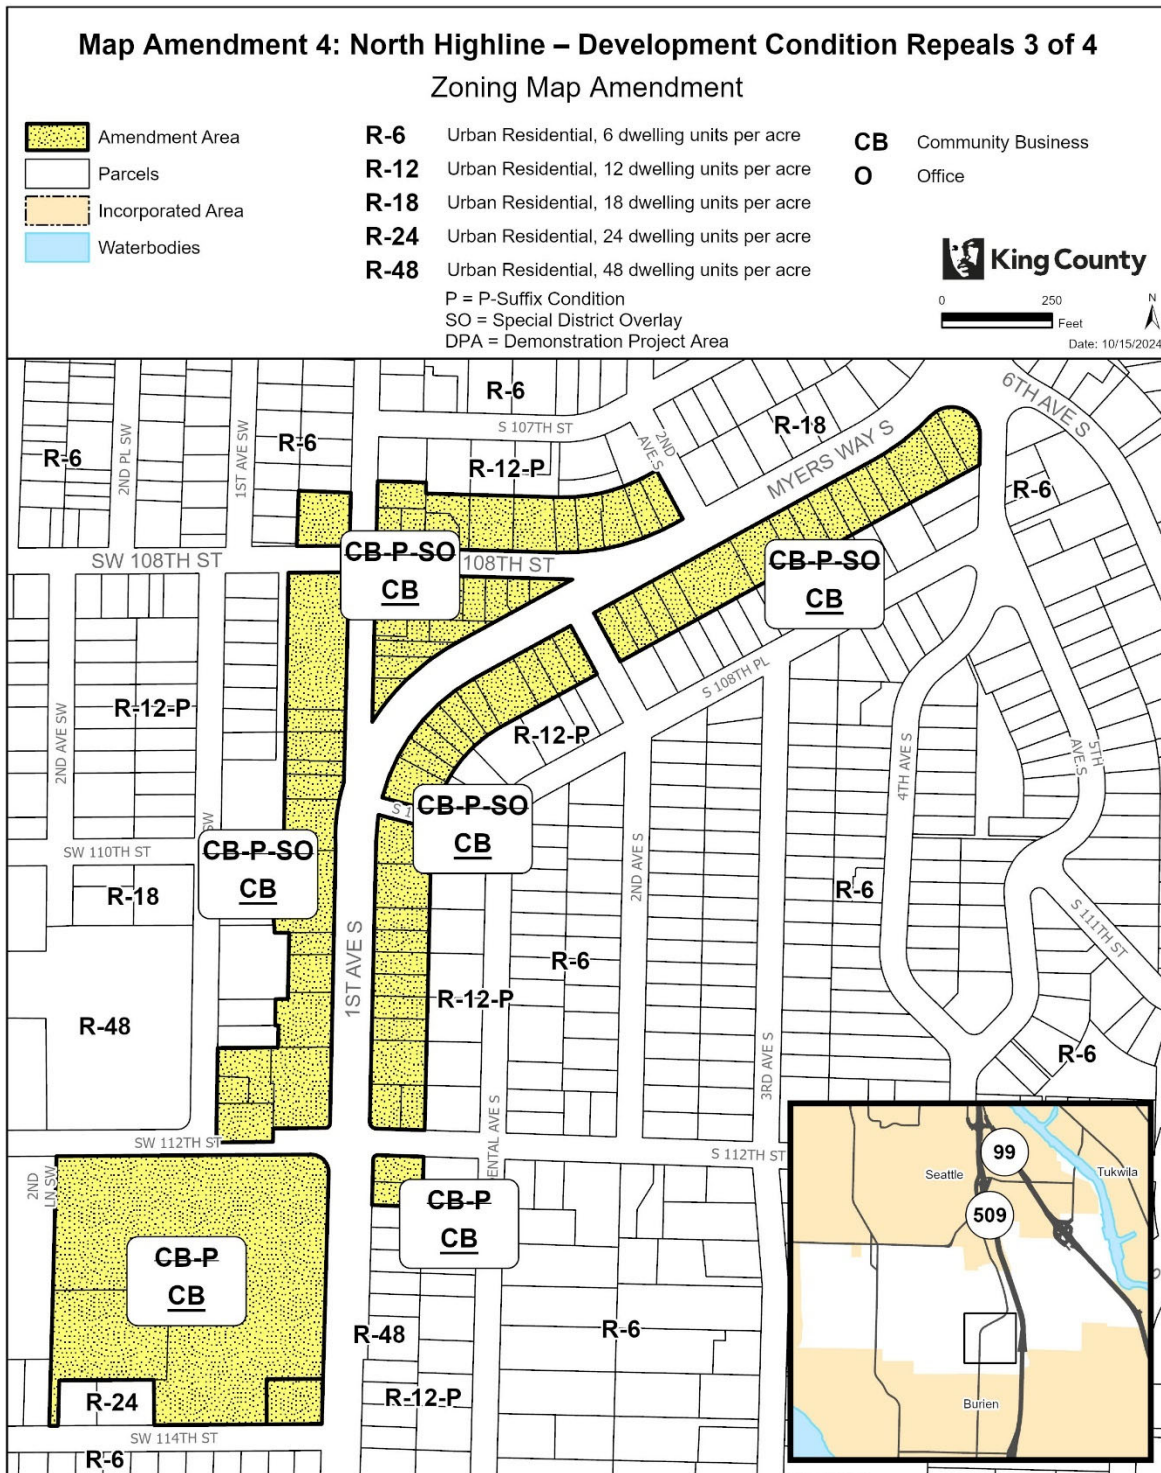 Map Amendment 4: North Highline – Development Condition Repeals 3 of 4
Zoning Map Amendment
Amendment Area
Parcels
Incorporated Area
Waterbodies
R-6 Urban Residential, 6 dwelling units per acre
R-12 Urban Residential, 12 dwelling units per acre
R-18 Urban Residential, 18 dwelling units per acre
R-24 Urban Residential, 24 dwelling units per acre
R-48 Urban Residential, 48 dwelling units per acre
P = P-Suffix Condition
SO = Special District Overlay
DPA = Demonstration Project Area
CB Community Business
O Office
King County
0 250
Feet
N
Date: 10/15/2024
R-6
2ND PL SW
1ST AVE SW
R-6
R-6
S 107TH ST
R-12-P
2ND
AVE S
R-18
MYERS WAY S
6TH AVE S
R-6
SW 108TH ST
CB-P-SO
CB
108TH ST
CB-P-SO
CB
S 108TH PL
R-12-P
2ND AVE SW
R-12-P
4TH AVE S
5TH
AVE S
CB-P-SO
CB
S 1
SW
CB-P-SO
CB
SW 110TH ST
R-18
2ND AVE S
R-6
S 111TH ST
1ST AVE S
R-6
R-12-P
R-48
3RD AVE S
R-6
SW 112TH ST
ENTAL AVE S
S 112TH ST
2ND
LN SW
CB-P
CB
CB-P
CB
R-48
R-6
R-24
R-12-P
SW 114TH ST
R-6
99
Seattle
Tukwila
509
Burien